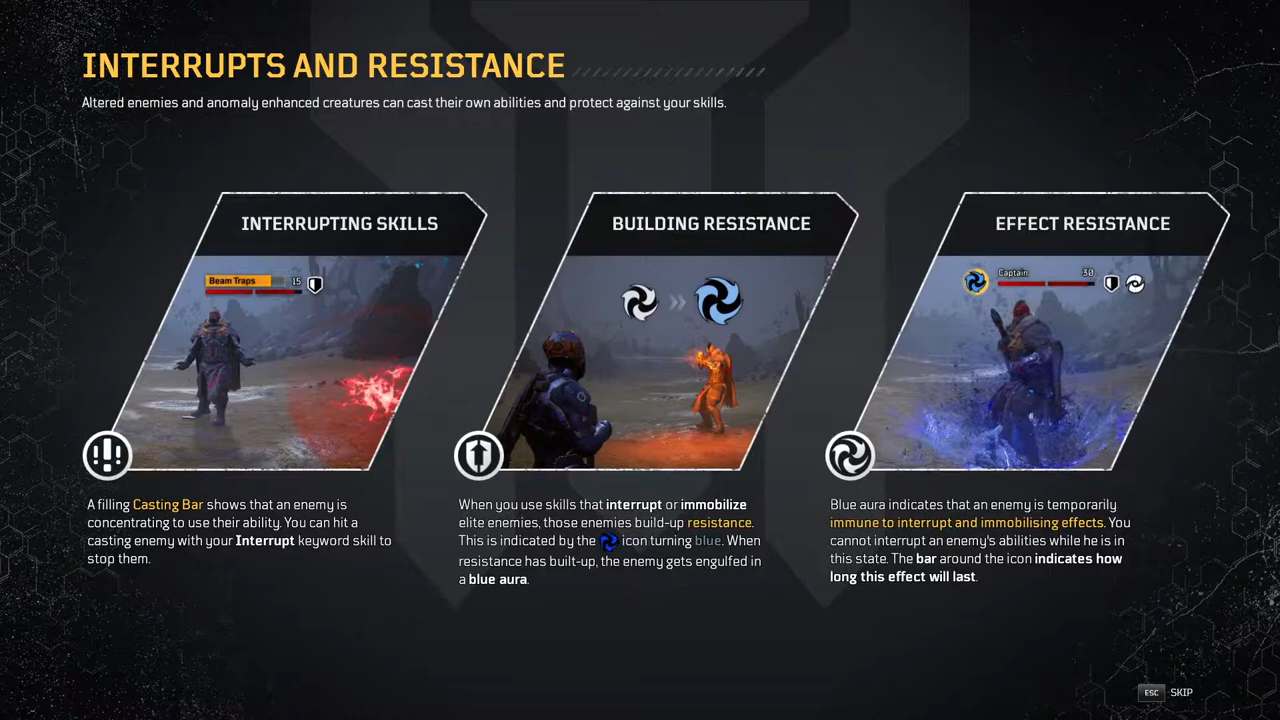 INTERRUPTS AND RESISTANCE
Altered enemies and anomaly enhanced creatures can cast their own abilities and protect against your skills.
INTERRUPTING SKILLS
Beam Traps 15
A filling Casting Bar shows that an enemy is
concentrating to use their ability. You can hit a
casting enemy with your Interrupt keyword skill to
stop them.
BUILDING RESISTANCE
When you use skills that interrupt or immobilize
elite enemies, those enemies build-up resistance.
This is indicated by the icon turning blue. When
resistance has built-up, the enemy gets engulfed in
a blue aura.
EFFECT RESISTANCE
Captain 30
Blue aura indicates that an enemy is temporarily
immune to interrupt and immobilising effects. You
cannot interrupt an enemy's abilities while he is in
this state. The bar around the icon indicates how
long this effect will last.
ESC SKIP